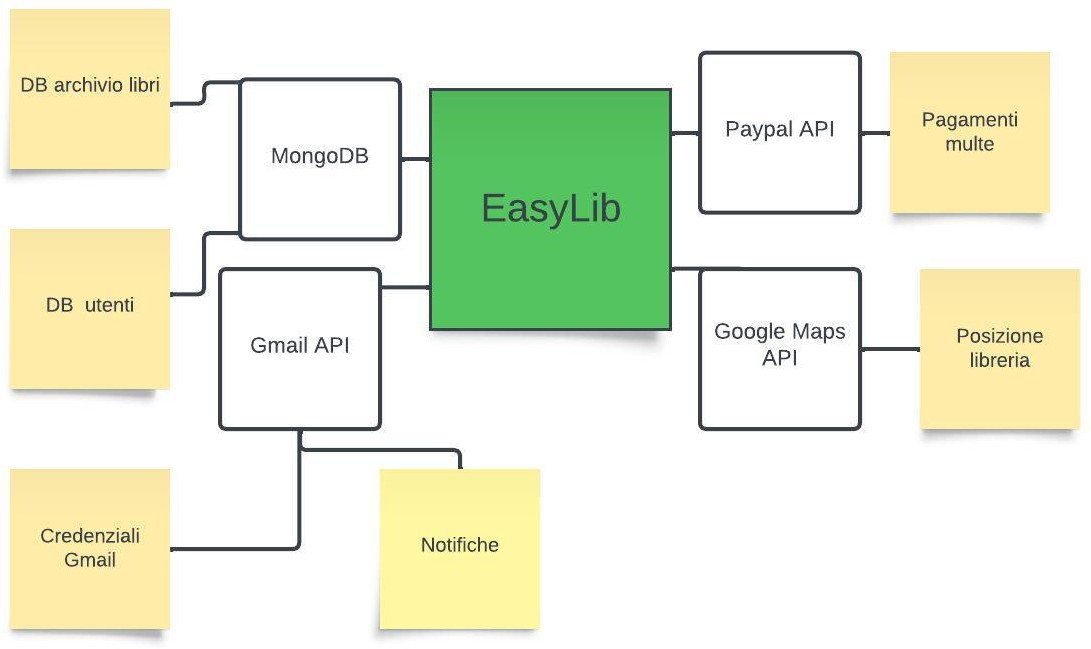 DB archivio libri
MongoDB
EasyLib
Paypal API
Pagamenti
multe
DB  utenti
Gmail API
Google Maps
API
Posizione
libreria
Credenziali
Gmail
Notifiche